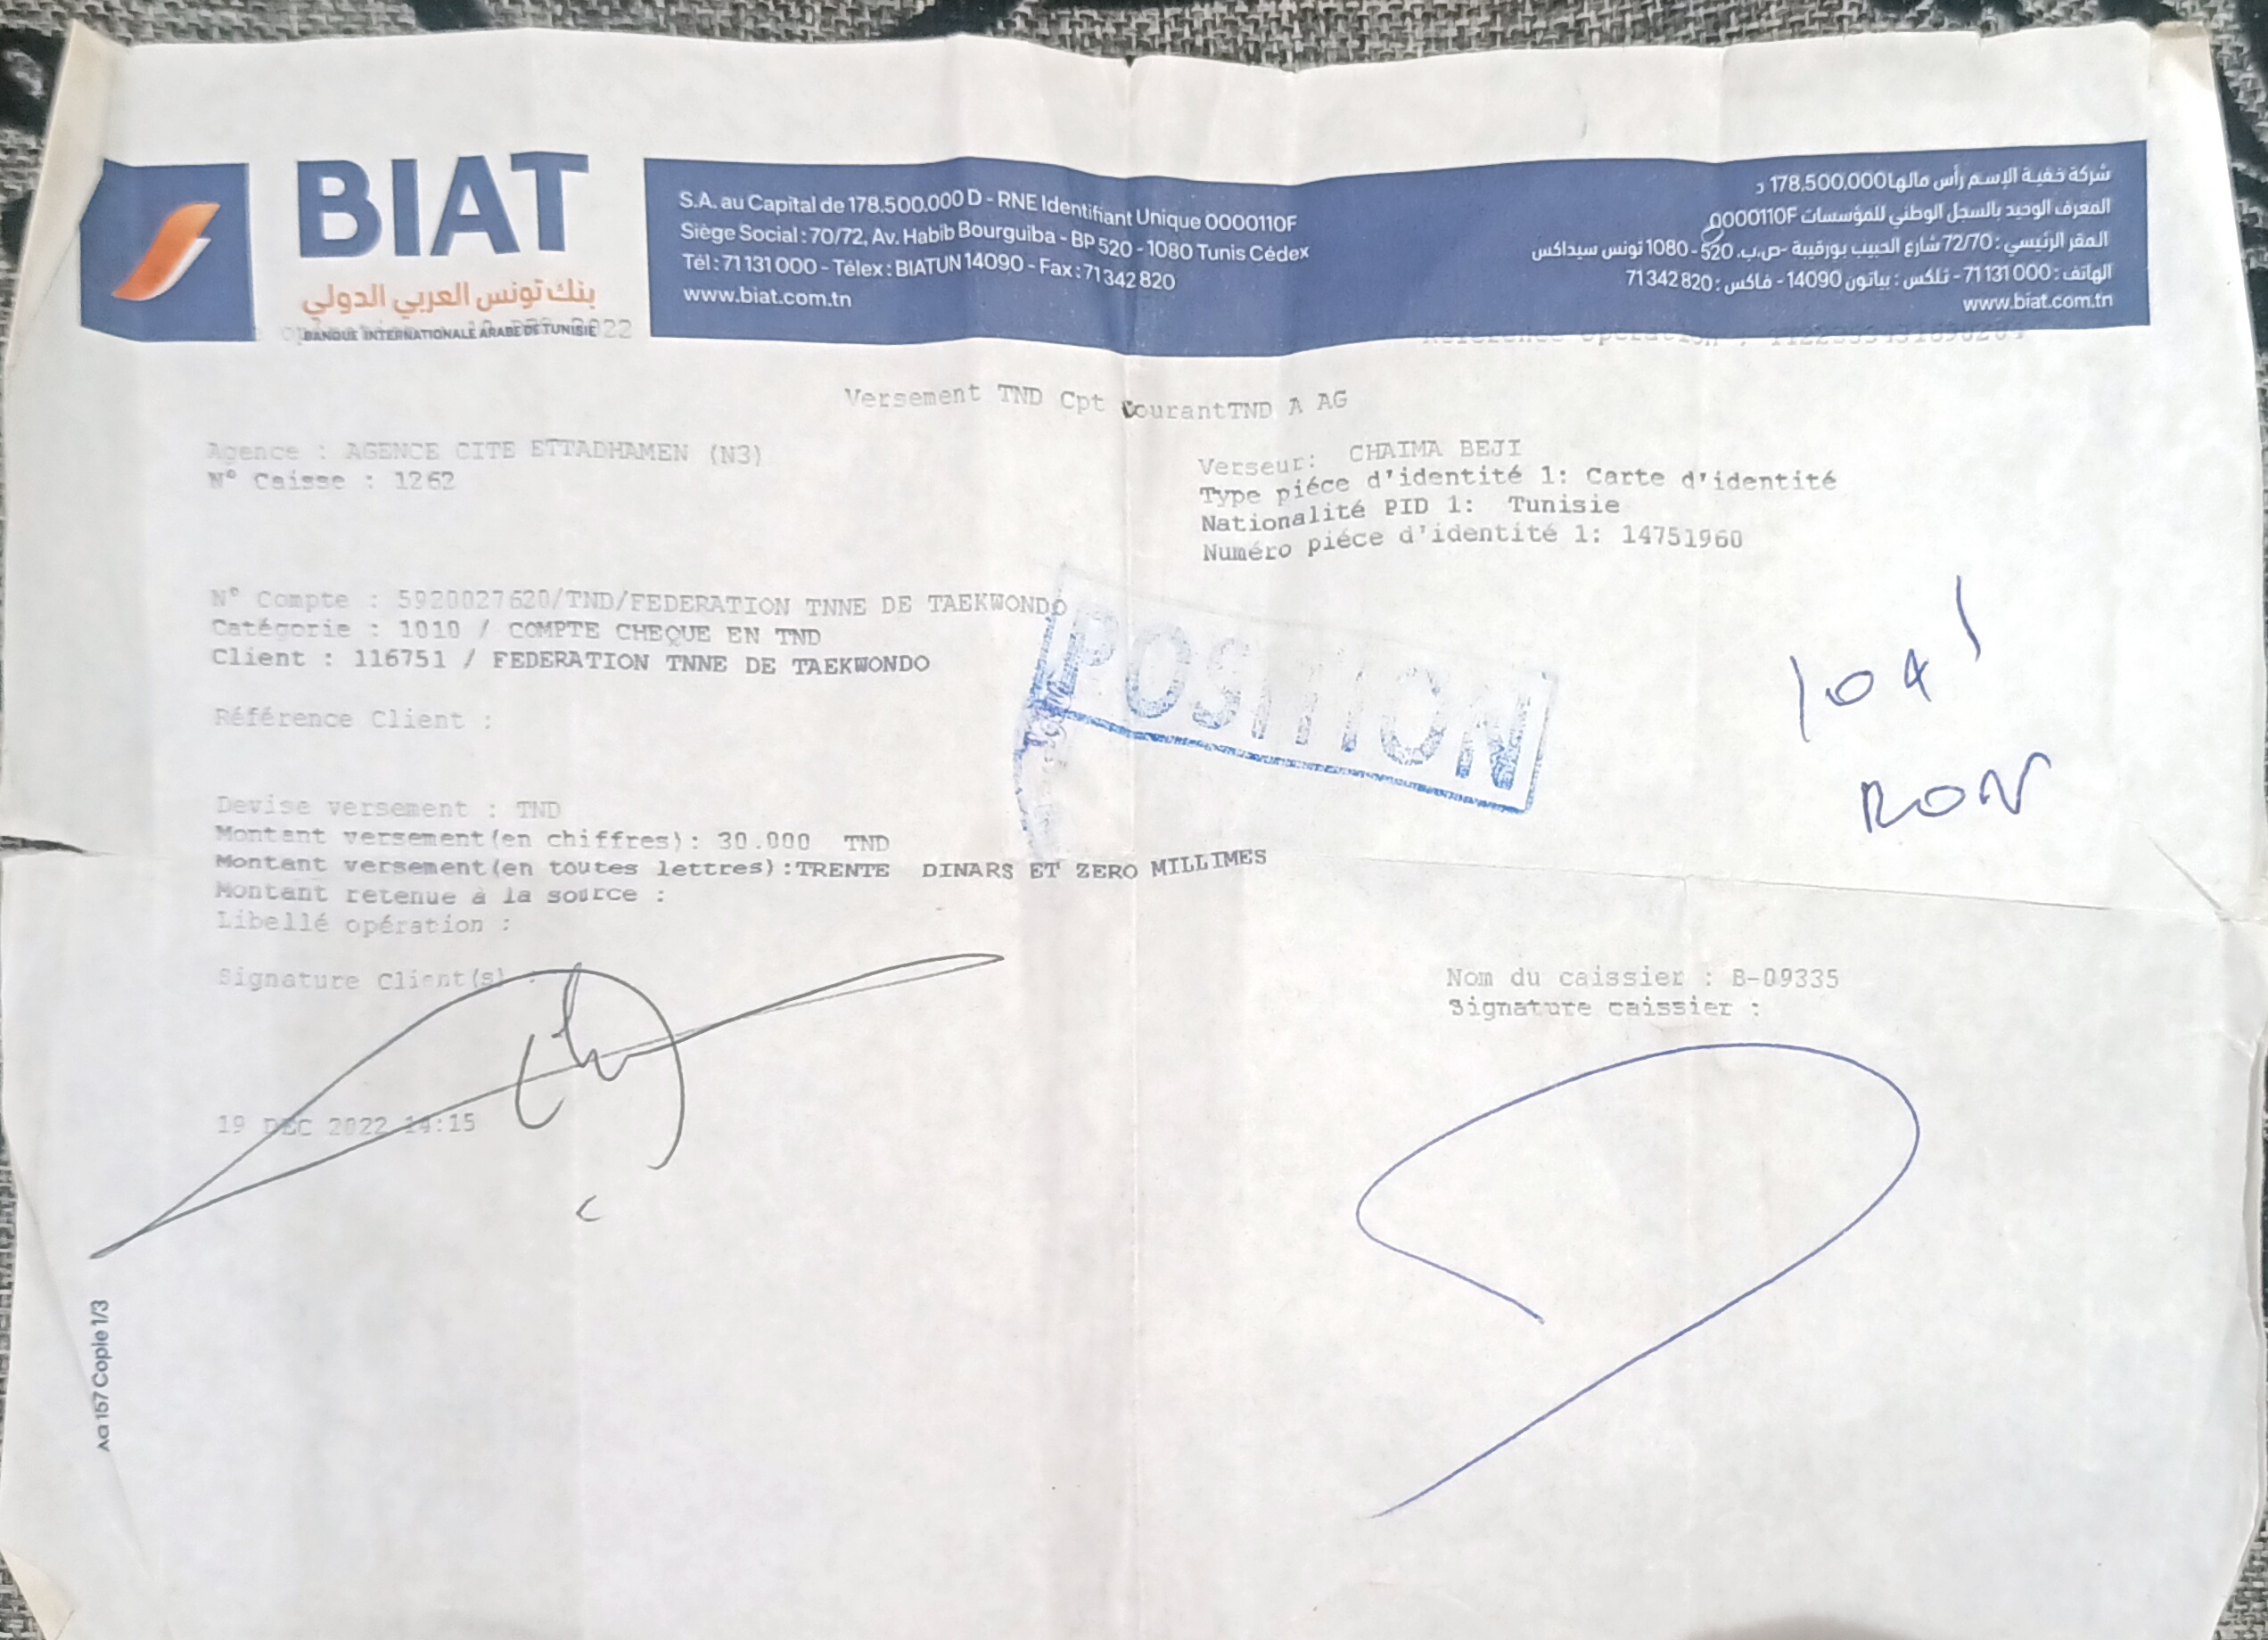 BIAT
بنك تونس العربي الدولي
BANQUE INTERNATIONALE ARABE DE TUNISIE
S.A. au Capital de 178.500.000 D - RNE Identifiant Unique 0000110F
Siège Social : 70/72, Av. Habib Bourguiba - BP 520 - 1080 Tunis Cédex
Tél : 71 131 000 - Télex : BIATUN 14090 - Fax : 71 342 820
www.biat.com.tn
شركة خفية الإسم رأس مالها 178.500.000 د
المعرف الوحيد بالسجل الوطني للمؤسسات 0000110F
المقر الرئيسي : 72/70 شارع الحبيب بورقيبة -ص.ب. 520 - 1080 تونس سيداكس
الهاتف : 71 131 000 - تلكس : بياتون 14090 - فاكس : 71 342 820
www.biat.com.tn
2022
Versement TND Cpt CourantTND A AG
Agence : AGENCE CITE ETTADHAMEN (N3)
N° Caisse : 1262
Verseur: CHAIMA BEJI
Type piéce d'identité 1: Carte d'identité
Nationalité PID 1: Tunisie
Numéro piéce d'identité 1: 14751960
N° Compte : 5920027620/TND/FEDERATION TNNE DE TAEKWONDO
Catégorie : 1010 / COMPTE CHEQUE EN TND
Client : 116751 / FEDERATION TNNE DE TAEKWONDO
POSITION
Référence Client :
Devise versement : TND
Montant versement(en chiffres): 30.000 TND
Montant versement(en toutes lettres):TRENTE DINARS ET ZERO MILLIMES
Montant retenue à la source :
Libellé opération :
Signature Client(s) :
Nom du caissier : B-09335
Signature caissier :
19 DEC 2022 14:15
Aa 157 Copie 1/3